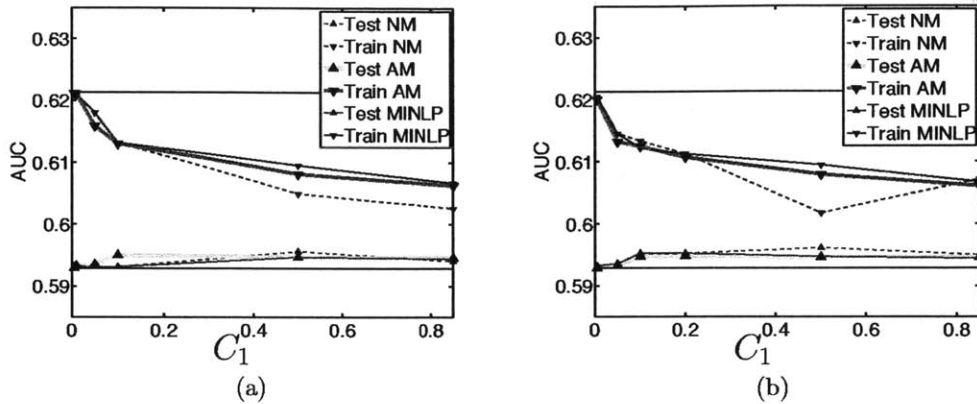 0.63
0.62
0.61
0.6
0.59
AUC
0
0.2
0.4
0.6
0.8
C₁
Test NM
Train NM
Test AM
Train AM
Test MINLP
Train MINLP
(a)
0.63
0.62
0.61
0.6
0.59
AUC
0
0.2
0.4
0.6
0.8
C₁
Test NM
Train NM
Test AM
Train AM
Test MINLP
Train MINLP
(b)